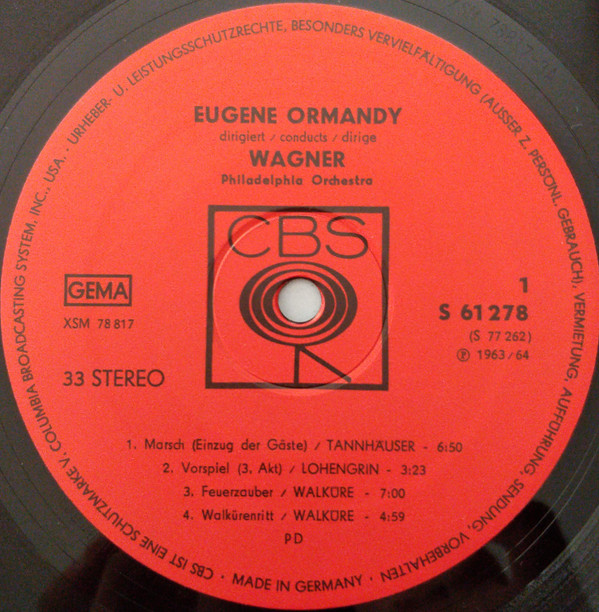 URHEBER- U. LEISTUNGSSCHUTZRECHTE, BESONDERS VERVIELFÄLTIGUNG (AUSSER Z. PERSÖNL. GEBRAUCH), VERMIETUNG, AUFFÜHRUNG, SENDUNG, VORBEHALTEN
EUGENE ORMANDY
dirigiert / conducts / dirige
WAGNER
Philadelphia Orchestra
CBS
GEMA
XSM 78 817
33 STEREO
1
S 61 278
(S 77 262)
Ⓟ 1963/64
1. Marsch (Einzug der Gäste) / TANNHÄUSER - 6:50
2. Vorspiel (3. Akt) / LOHENGRIN - 3:23
3. Feuerzauber / WALKÜRE - 7:00
4. Walkürenritt / WALKÜRE - 4:59
PD
· MADE IN GERMANY ·
CBS IST EINE SCHUTZMARKE V. COLUMBIA BROADCASTING SYSTEM, INC., USA. ·